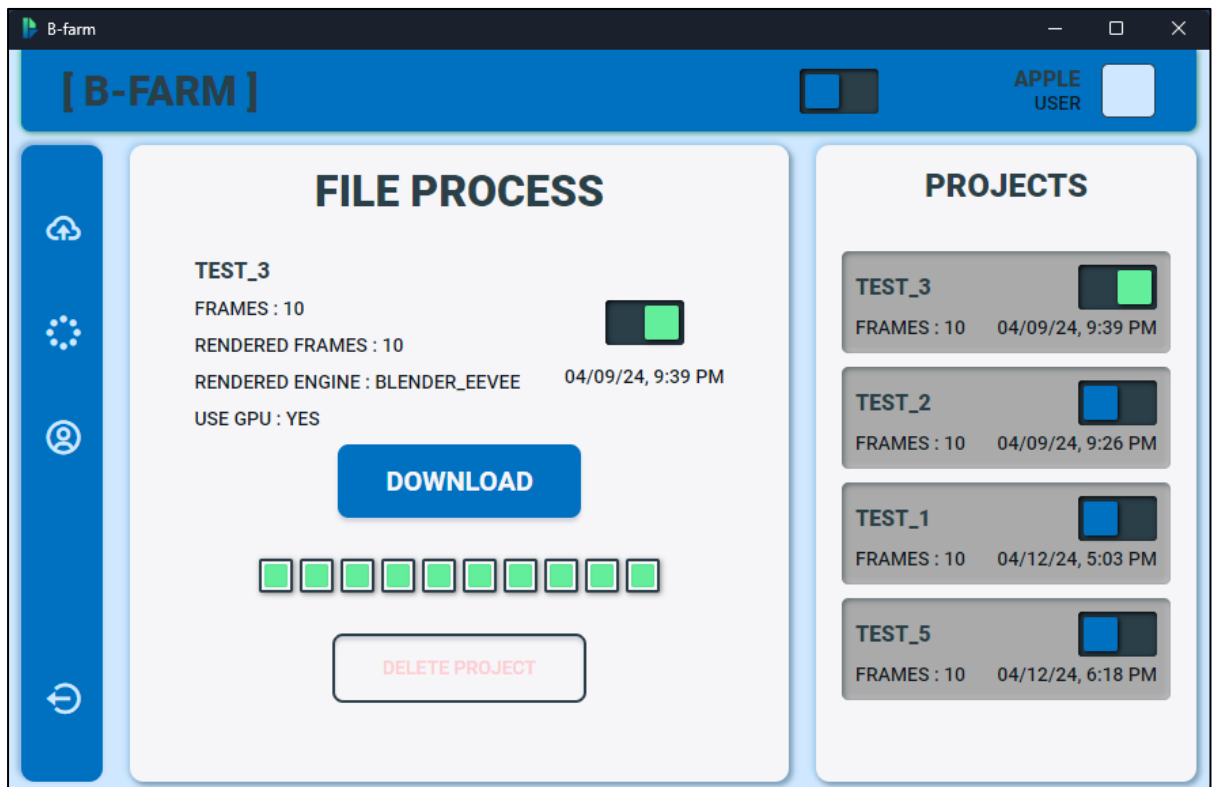 B-farm
[ B-FARM ]
APPLE
USER
FILE PROCESS
TEST_3
FRAMES : 10
RENDERED FRAMES : 10
RENDERED ENGINE : BLENDER_EEVEE
USE GPU : YES
04/09/24, 9:39 PM
DOWNLOAD
DELETE PROJECT
PROJECTS
TEST_3
FRAMES : 10 04/09/24, 9:39 PM
TEST_2
FRAMES : 10 04/09/24, 9:26 PM
TEST_1
FRAMES : 10 04/12/24, 5:03 PM
TEST_5
FRAMES : 10 04/12/24, 6:18 PM